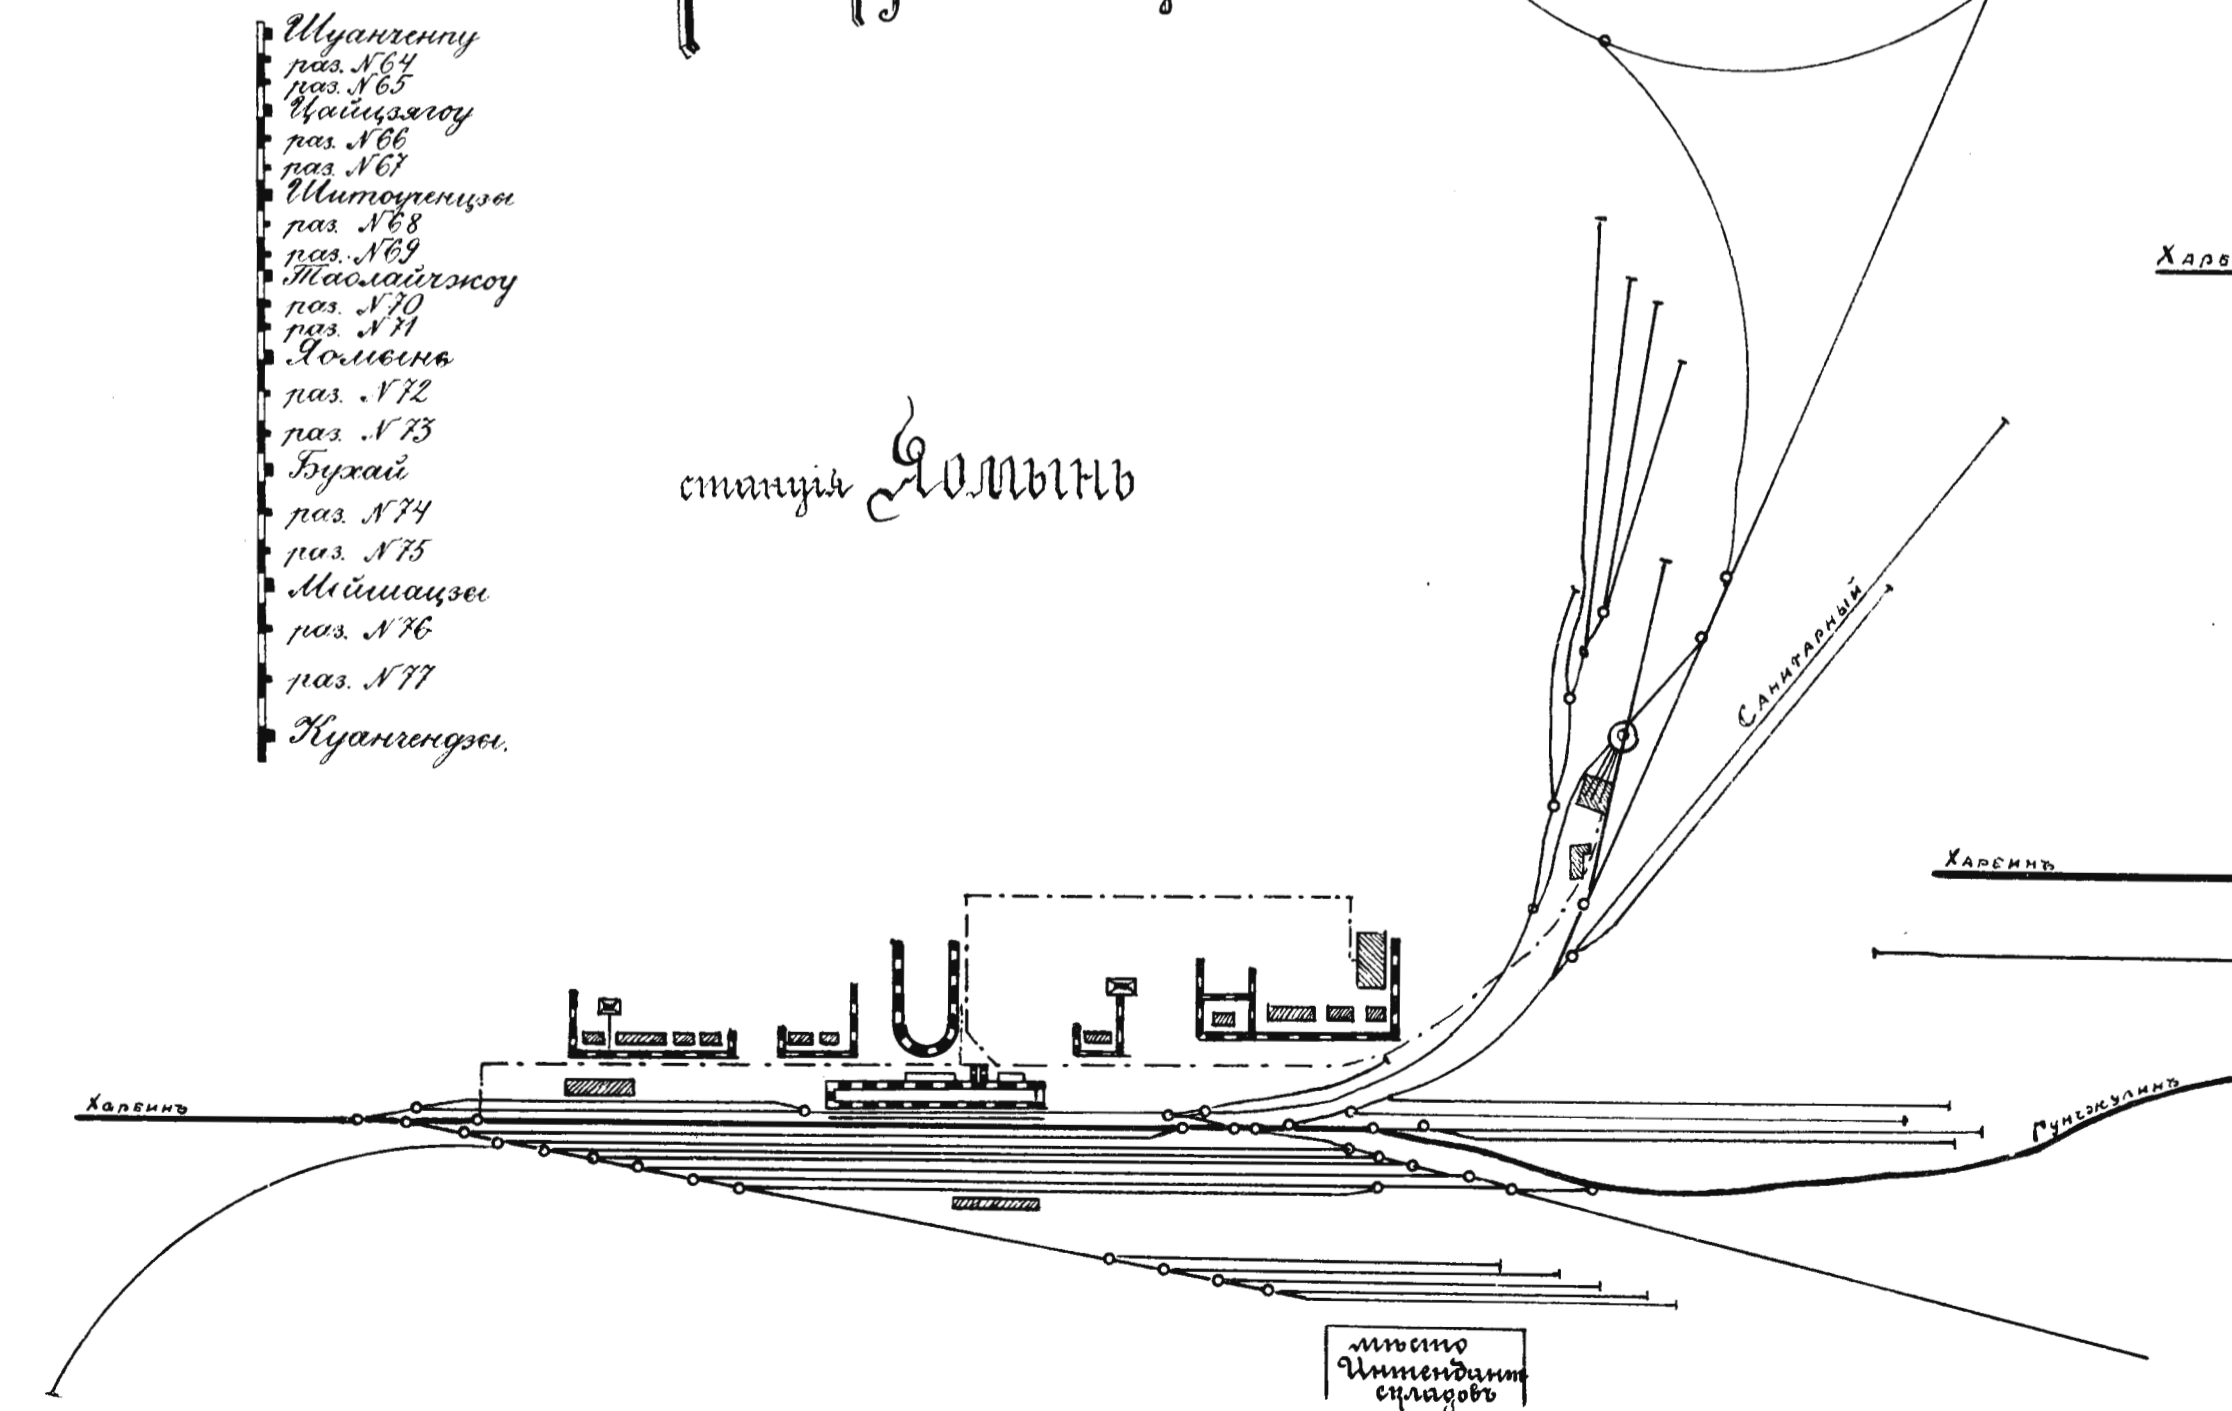 Шуанченпу
раз. N64
раз. N65
Цайцзягоу
раз. N66
раз. N67
Шитоученцзы
раз. N68
раз. N69
Таолайчжоу
раз. N70
раз. N71
Яомынь
раз. N72
раз. N73
Бухай
раз. N74
раз. N75
Мiймацзы
раз. N76
раз. N77
Куанчендзы.
станцiя Яомынь
Санитарный
Харбинъ
Харбинъ
Гунчжулинъ
мѣсто
Интендант
складовъ